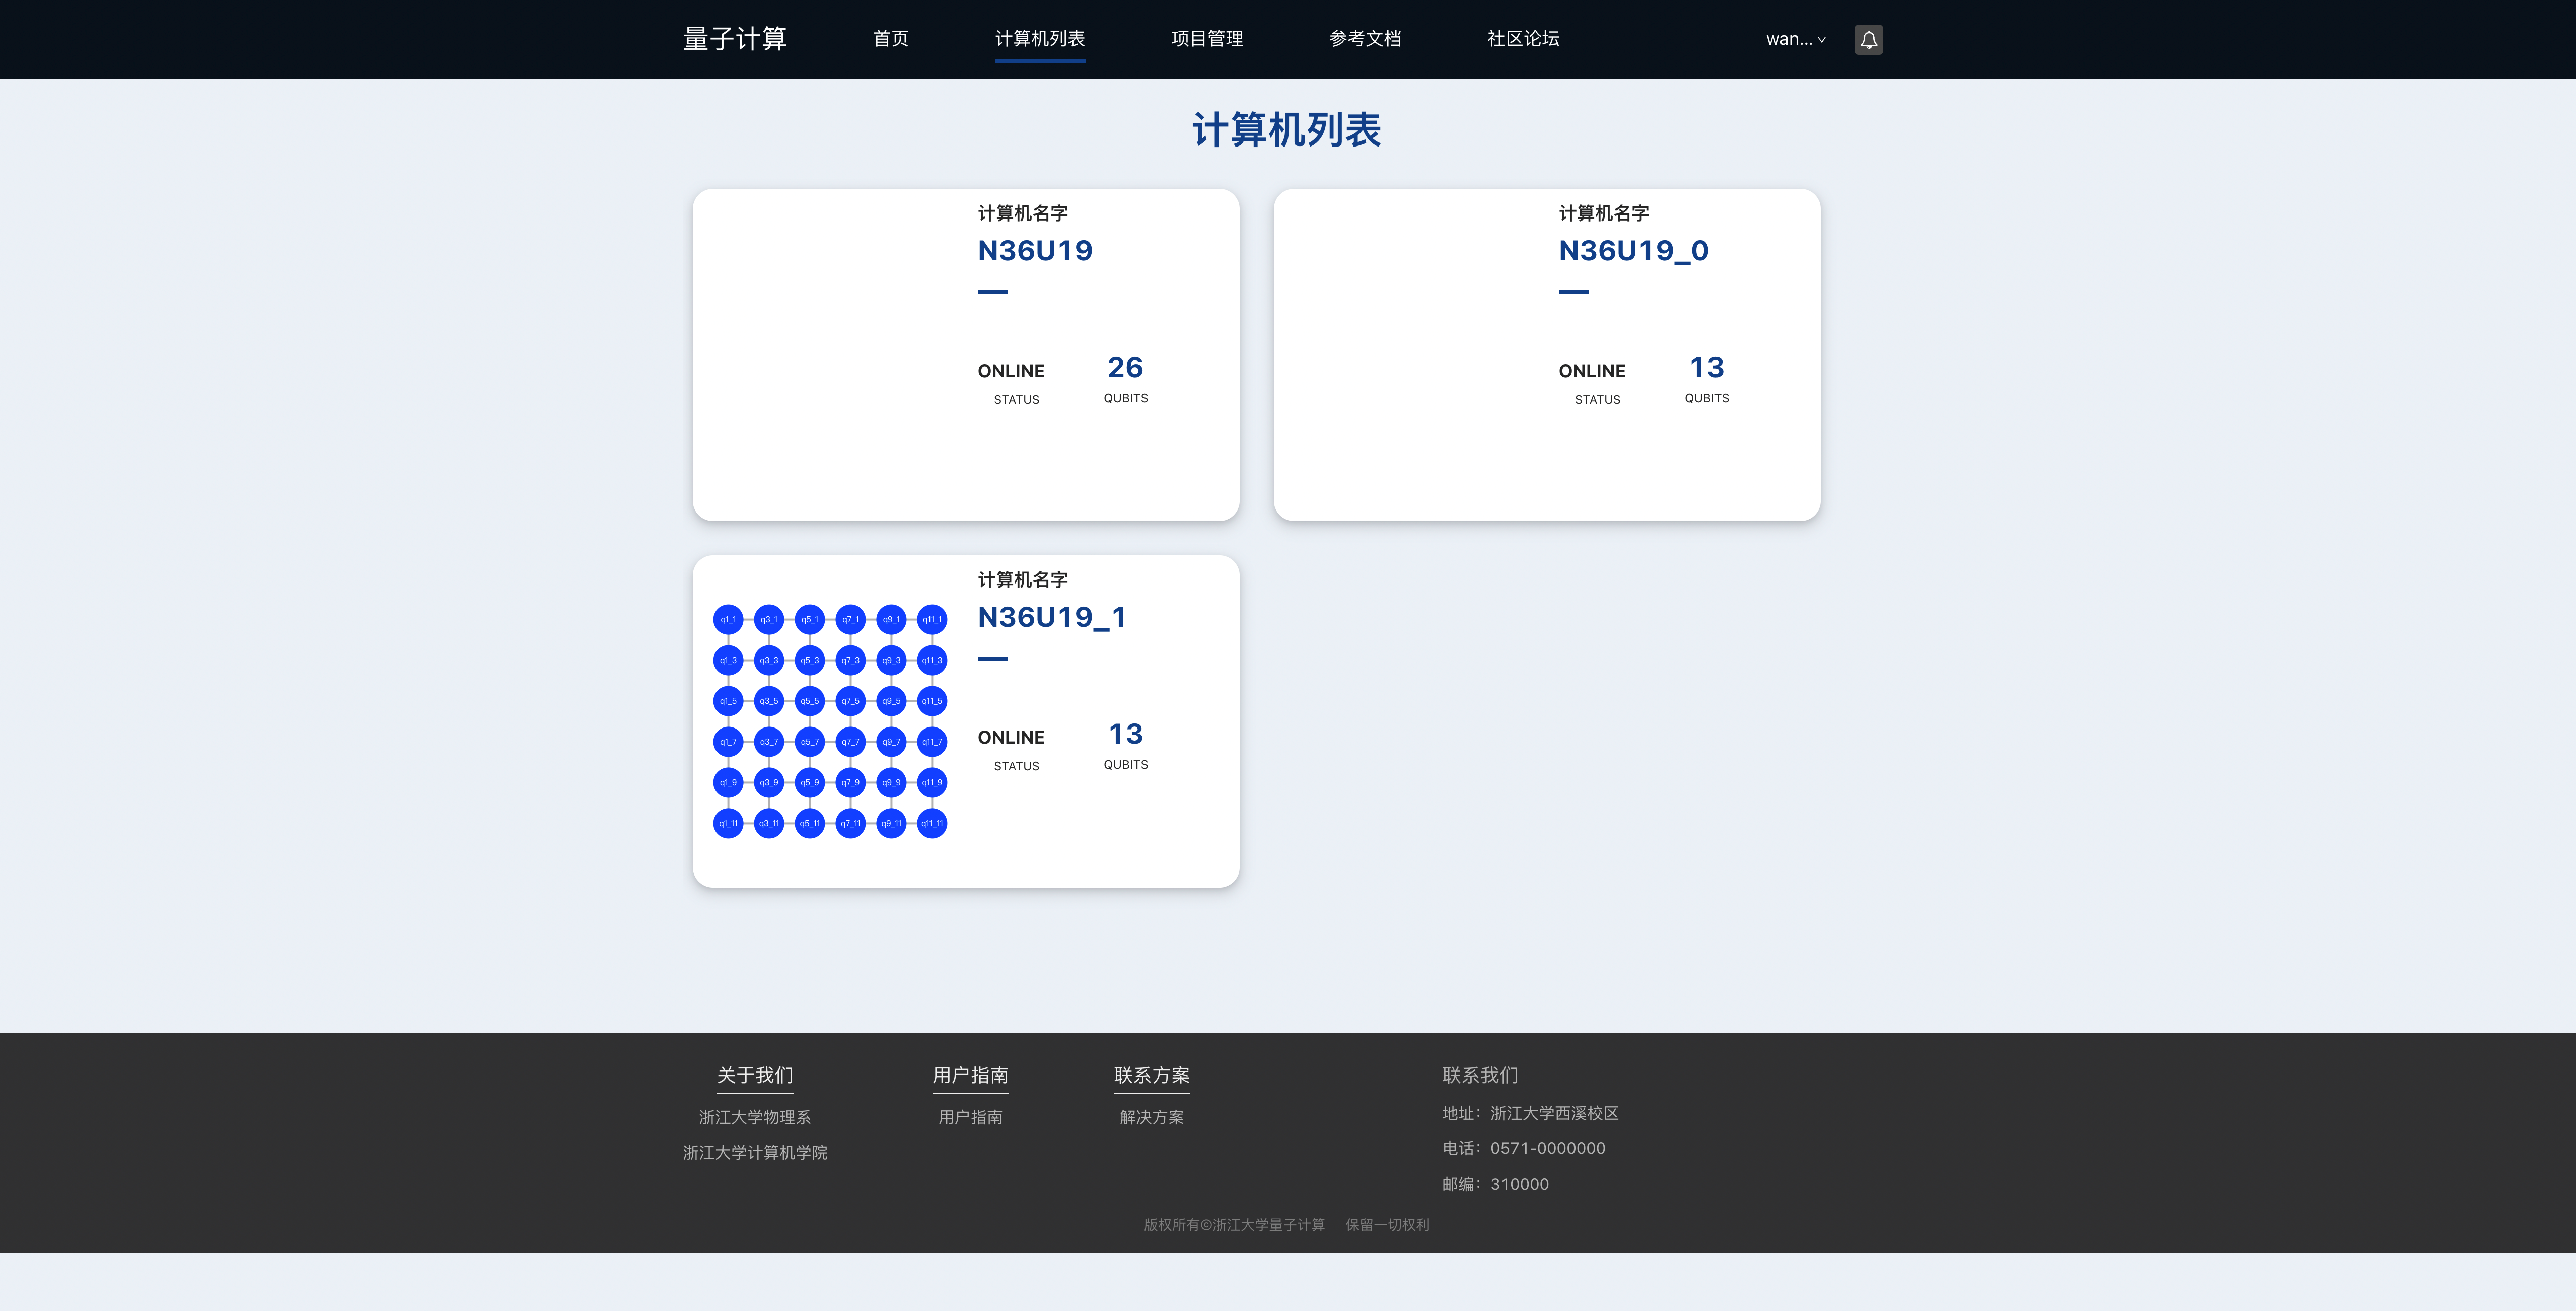 量子计算 首页 计算机列表 项目管理 参考文档 社区论坛 wan...
计算机列表
计算机名字
N36U19
ONLINE 26
STATUS QUBITS
计算机名字
N36U19_0
ONLINE 13
STATUS QUBITS
q1_1 q3_1 q5_1 q7_1 q9_1 q11_1
q1_3 q3_3 q5_3 q7_3 q9_3 q11_3
q1_5 q3_5 q5_5 q7_5 q9_5 q11_5
q1_7 q3_7 q5_7 q7_7 q9_7 q11_7
q1_9 q3_9 q5_9 q7_9 q9_9 q11_9
q1_11 q3_11 q5_11 q7_11 q9_11 q11_11
计算机名字
N36U19_1
ONLINE 13
STATUS QUBITS
关于我们
浙江大学物理系
浙江大学计算机学院
用户指南
用户指南
联系方案
解决方案
联系我们
地址：浙江大学西溪校区
电话：0571-0000000
邮编：310000
版权所有©浙江大学量子计算 保留一切权利